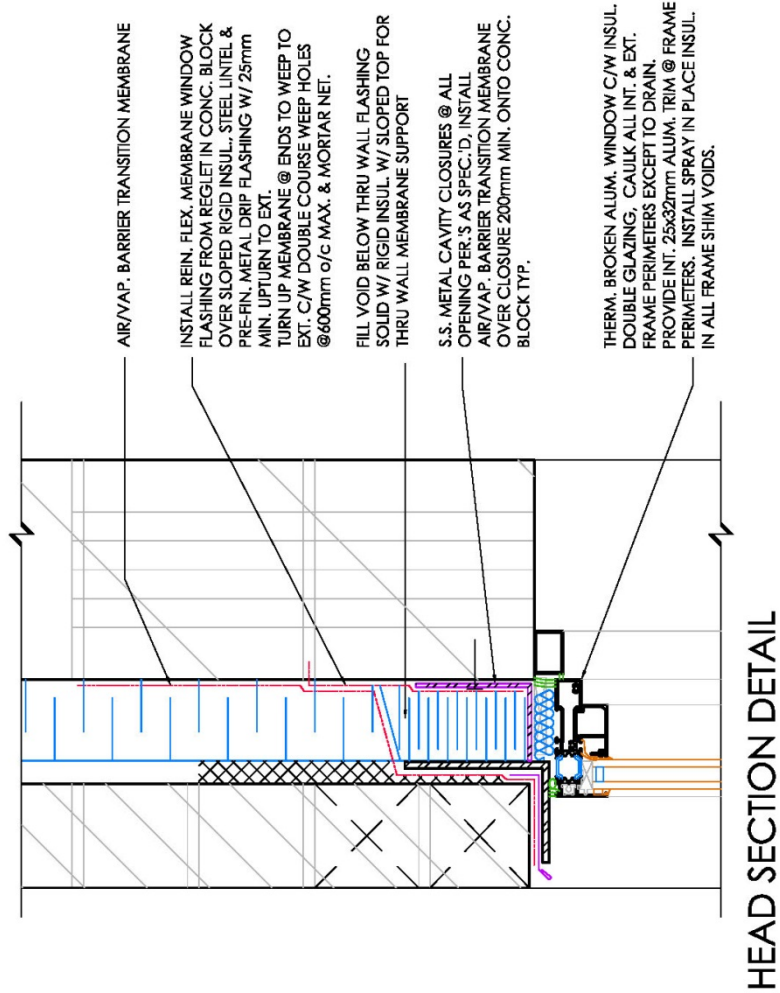 AIR/VAP. BARRIER TRANSITION MEMBRANE
INSTALL REIN. FLEX. MEMBRANE WINDOW
FLASHING FROM REGLET IN CONC. BLOCK
OVER SLOPED RIGID INSUL., STEEL LINTEL &
PRE-FIN. METAL DRIP FLASHING W/ 25mm
MIN. UPTURN TO EXT.
TURN UP MEMBRANE @ ENDS TO WEEP TO
EXT. C/W DOUBLE COURSE WEEP HOLES
@600mm o/c MAX. & MORTAR NET.
FILL VOID BELOW THRU WALL FLASHING
SOLID W/ RIGID INSUL. W/ SLOPED TOP FOR
THRU WALL MEMBRANE SUPPORT
S.S. METAL CAVITY CLOSURES @ ALL
OPENING PER.'S AS SPEC.'D, INSTALL
AIR/VAP. BARRIER TRANSITION MEMBRANE
OVER CLOSURE 200mm MIN. ONTO CONC.
BLOCK TYP.
THERM. BROKEN ALUM. WINDOW C/W INSUL.
DOUBLE GLAZING, CAULK ALL INT. & EXT.
FRAME PERIMETERS EXCEPT TO DRAIN.
PROVIDE INT. 25x32mm ALUM. TRIM @ FRAME
PERIMETERS. INSTALL SPRAY IN PLACE INSUL.
IN ALL FRAME SHIM VOIDS.
HEAD SECTION DETAIL